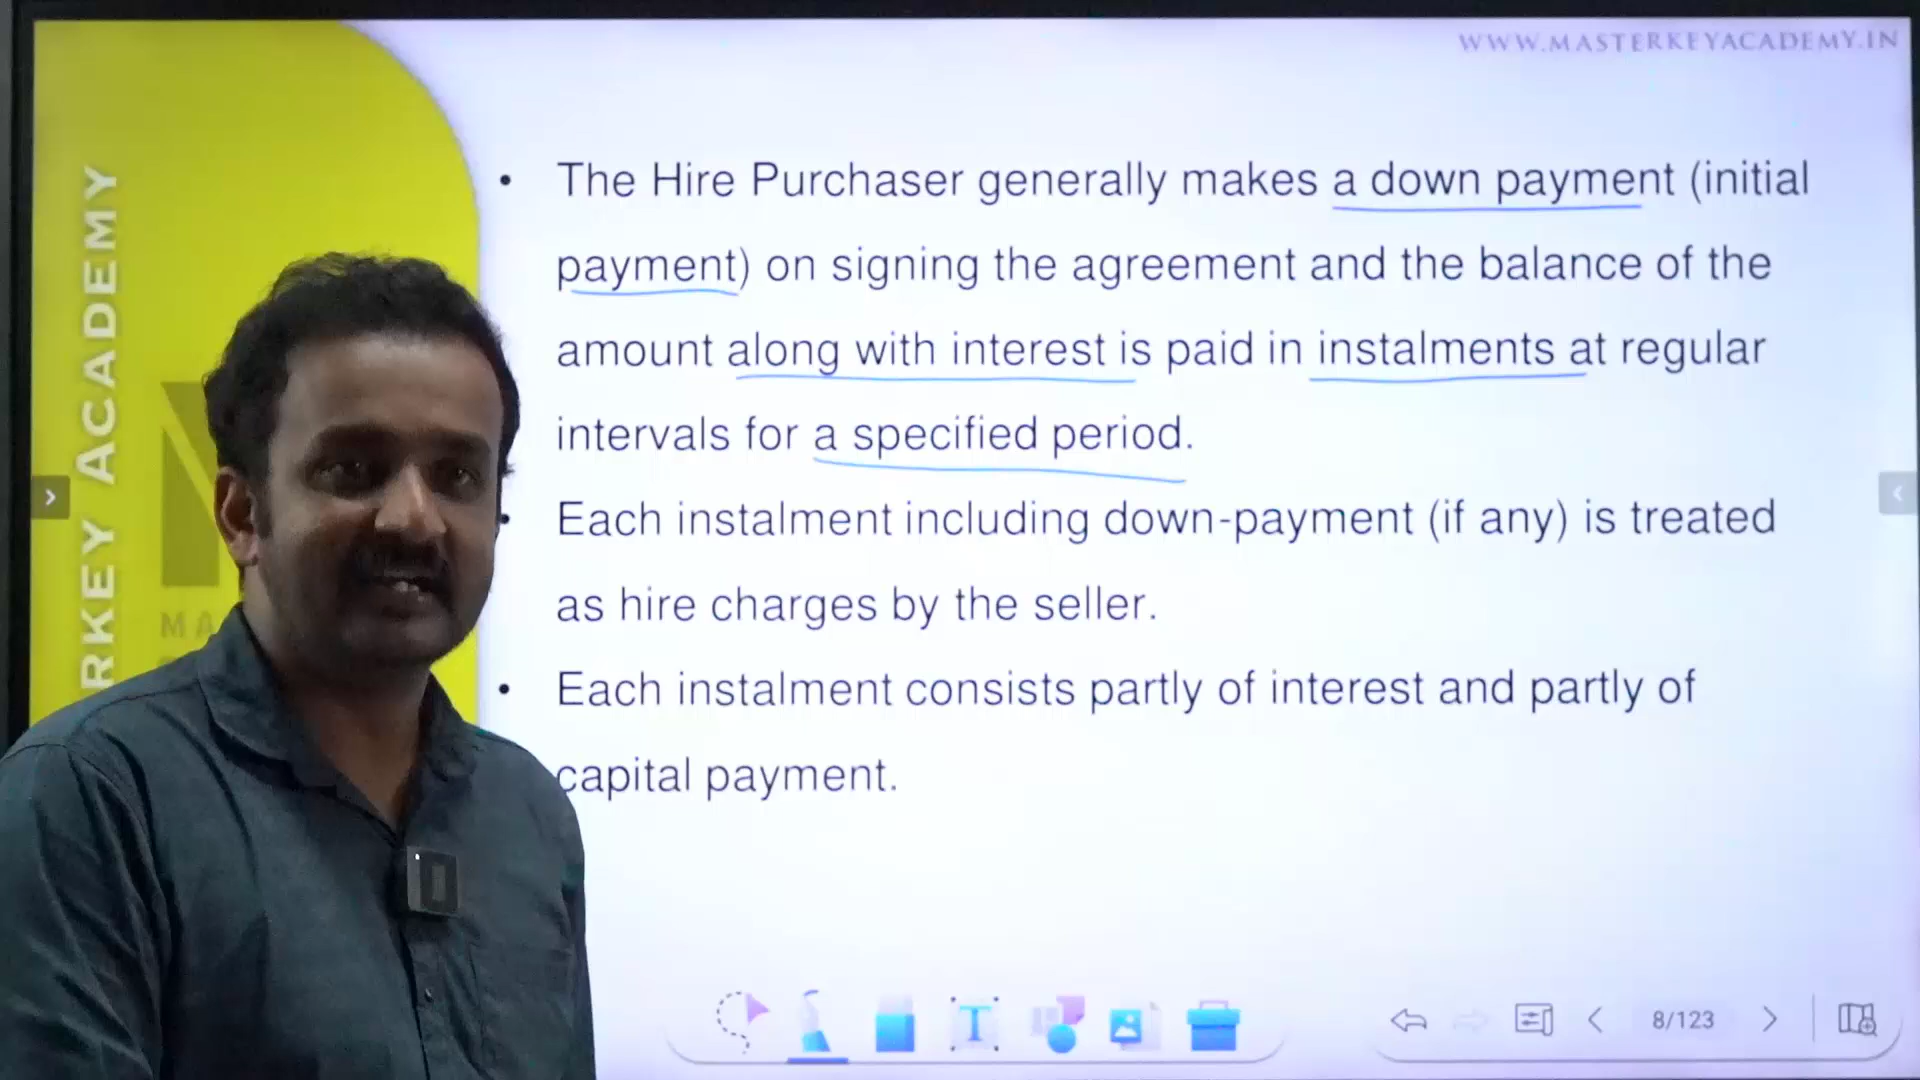 WWW.MASTERKEYACADEMY.IN
RKEY ACADEMY
MA
• The Hire Purchaser generally makes a down payment (initial
payment) on signing the agreement and the balance of the
amount along with interest is paid in instalments at regular
intervals for a specified period.
• Each instalment including down-payment (if any) is treated
as hire charges by the seller.
• Each instalment consists partly of interest and partly of
capital payment.
T
8/123